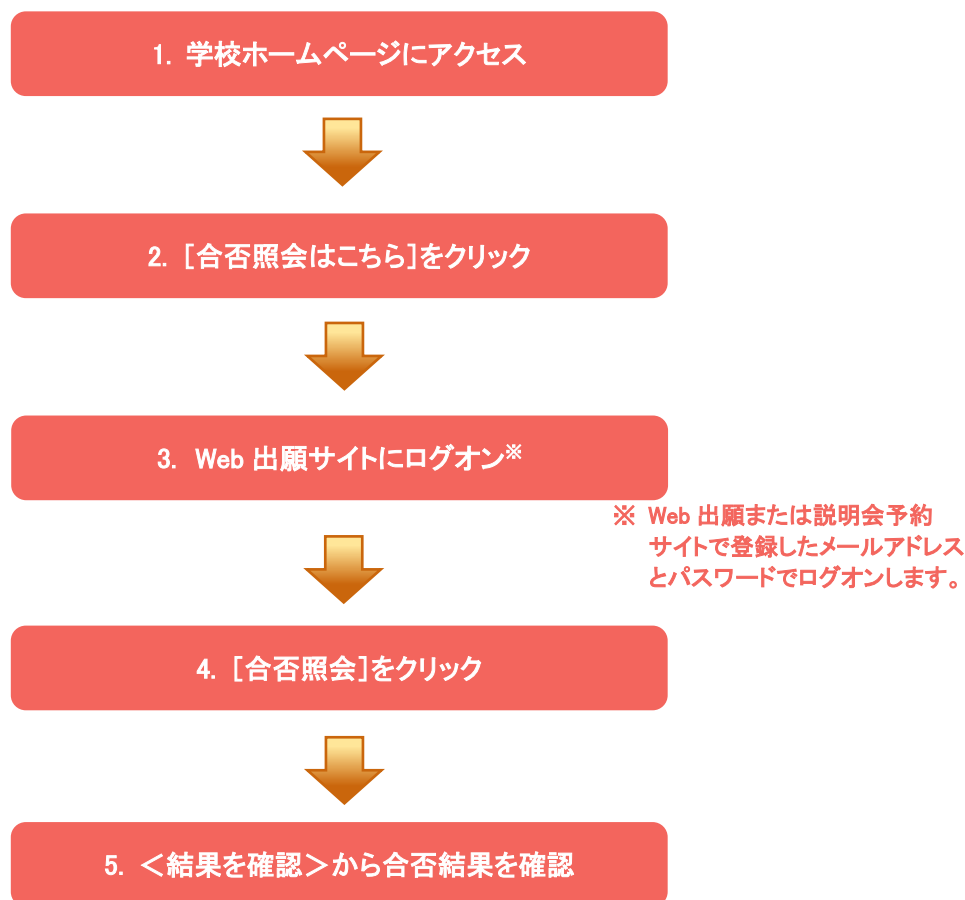 1. 学校ホームページにアクセス
2. [合否照会はこちら]をクリック
3. Web 出願サイトにログオン※
※ Web 出願または説明会予約
サイトで登録したメールアドレス
とパスワードでログオンします。
4. [合否照会]をクリック
5. ＜結果を確認＞から合否結果を確認